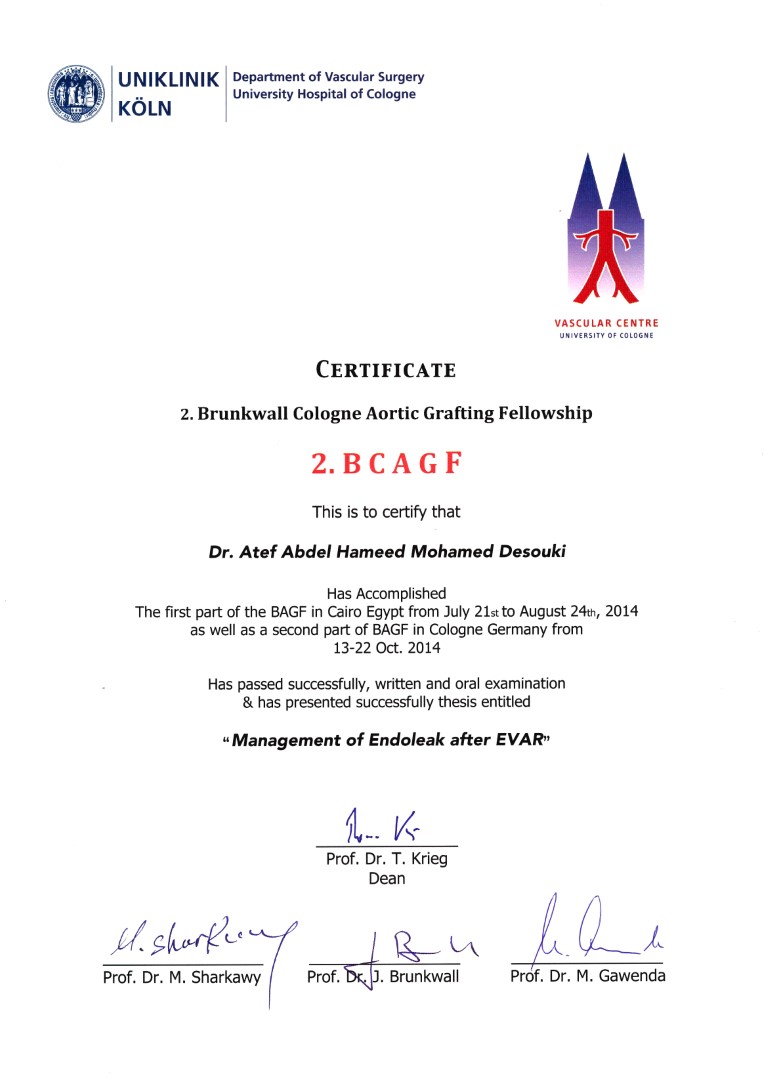 UNIKLINIK
KÖLN
Department of Vascular Surgery
University Hospital of Cologne
VASCULAR CENTRE
UNIVERSITY OF COLOGNE
CERTIFICATE
2. Brunkwall Cologne Aortic Grafting Fellowship
2. B C A G F
This is to certify that
Dr. Atef Abdel Hameed Mohamed Desouki
Has Accomplished
The first part of the BAGF in Cairo Egypt from July 21st to August 24th, 2014
as well as a second part of BAGF in Cologne Germany from
13-22 Oct. 2014
Has passed successfully, written and oral examination
& has presented successfully thesis entitled
“Management of Endoleak after EVAR”
Prof. Dr. T. Krieg
Dean
M. Sharkawy
Prof. Dr. M. Sharkawy
Prof. Dr. J. Brunkwall
Prof. Dr. M. Gawenda